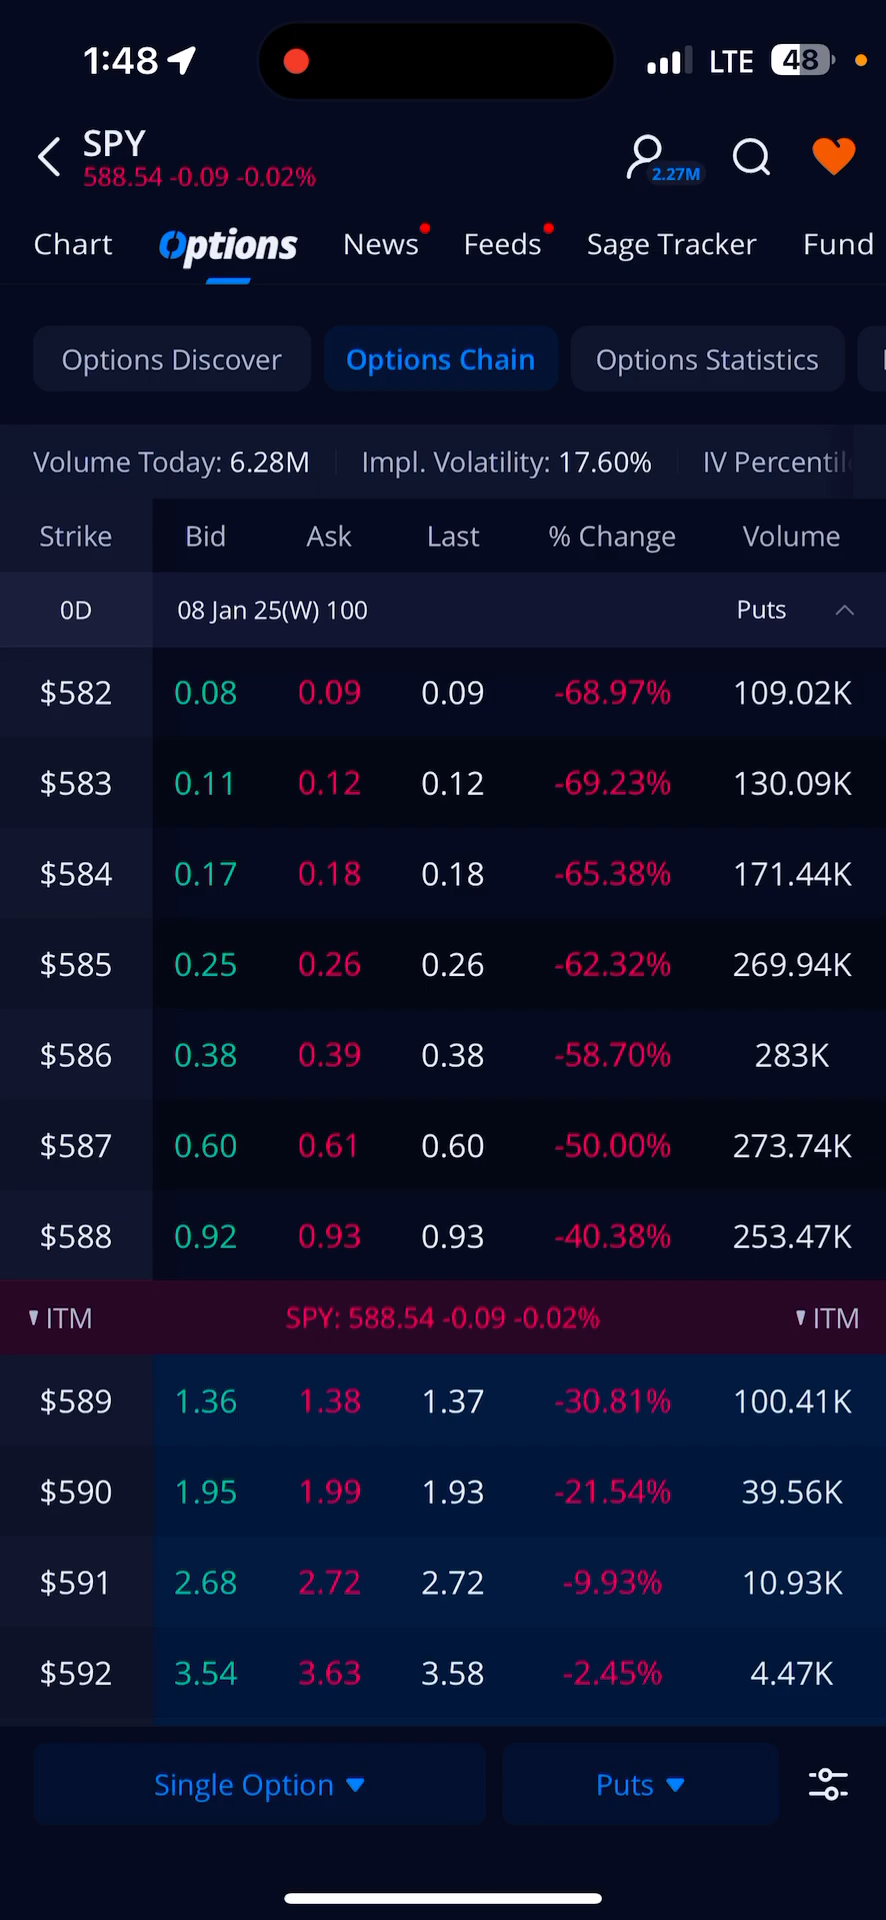 1:48 LTE 48
SPY
588.54 -0.09 -0.02%
2.27M
Chart Options News Feeds Sage Tracker Fund
Options Discover Options Chain Options Statistics
Volume Today: 6.28M Impl. Volatility: 17.60% IV Percentil
Strike Bid Ask Last % Change Volume
0D 08 Jan 25(W) 100 Puts
$582 0.08 0.09 0.09 -68.97% 109.02K
$583 0.11 0.12 0.12 -69.23% 130.09K
$584 0.17 0.18 0.18 -65.38% 171.44K
$585 0.25 0.26 0.26 -62.32% 269.94K
$586 0.38 0.39 0.38 -58.70% 283K
$587 0.60 0.61 0.60 -50.00% 273.74K
$588 0.92 0.93 0.93 -40.38% 253.47K
ITM SPY: 588.54 -0.09 -0.02% ITM
$589 1.36 1.38 1.37 -30.81% 100.41K
$590 1.95 1.99 1.93 -21.54% 39.56K
$591 2.68 2.72 2.72 -9.93% 10.93K
$592 3.54 3.63 3.58 -2.45% 4.47K
Single Option Puts